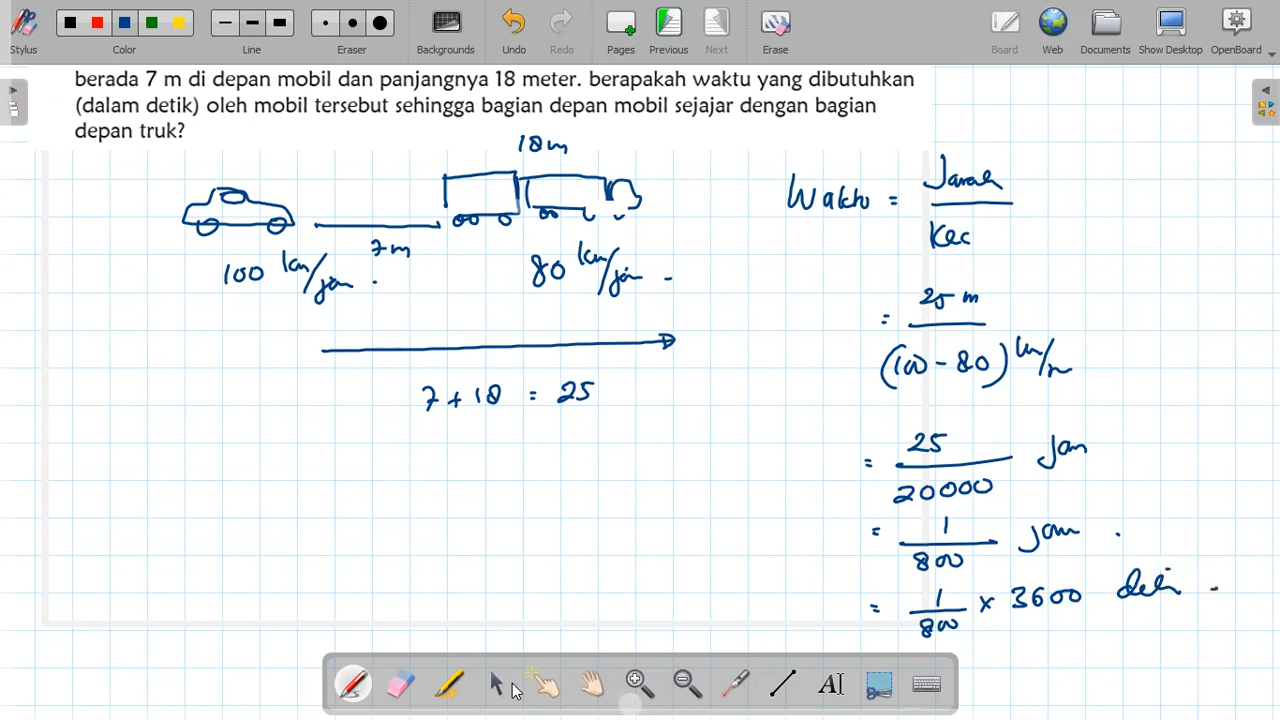 Stylus
Color
Line
Eraser
Backgrounds
Undo
Redo
Pages
Previous
Next
Erase
Board
Web
Documents
Show Desktop
OpenBoard
berada 7 m di depan mobil dan panjangnya 18 meter. berapakah waktu yang dibutuhkan
(dalam detik) oleh mobil tersebut sehingga bagian depan mobil sejajar dengan bagian
depan truk?
18m
7m
100 km/jam.
80 km/jam
7 + 18 = 25
Waktu = Jarak
Kec
= 25 m
(100 - 80) km/
= 25 Jam
20000
= 1 jam.
800
= 1 × 3600 detik
800
AI